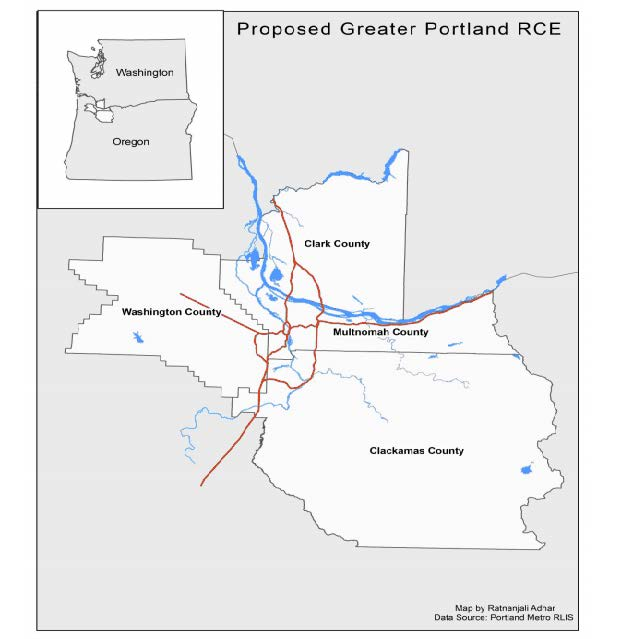 Proposed Greater Portland RCE
Washington
Oregon
Clark County
Washington County
Multnomah County
Clackamas County
Map by Ratnanjali Adhar
Data Source: Portland Metro RLIS